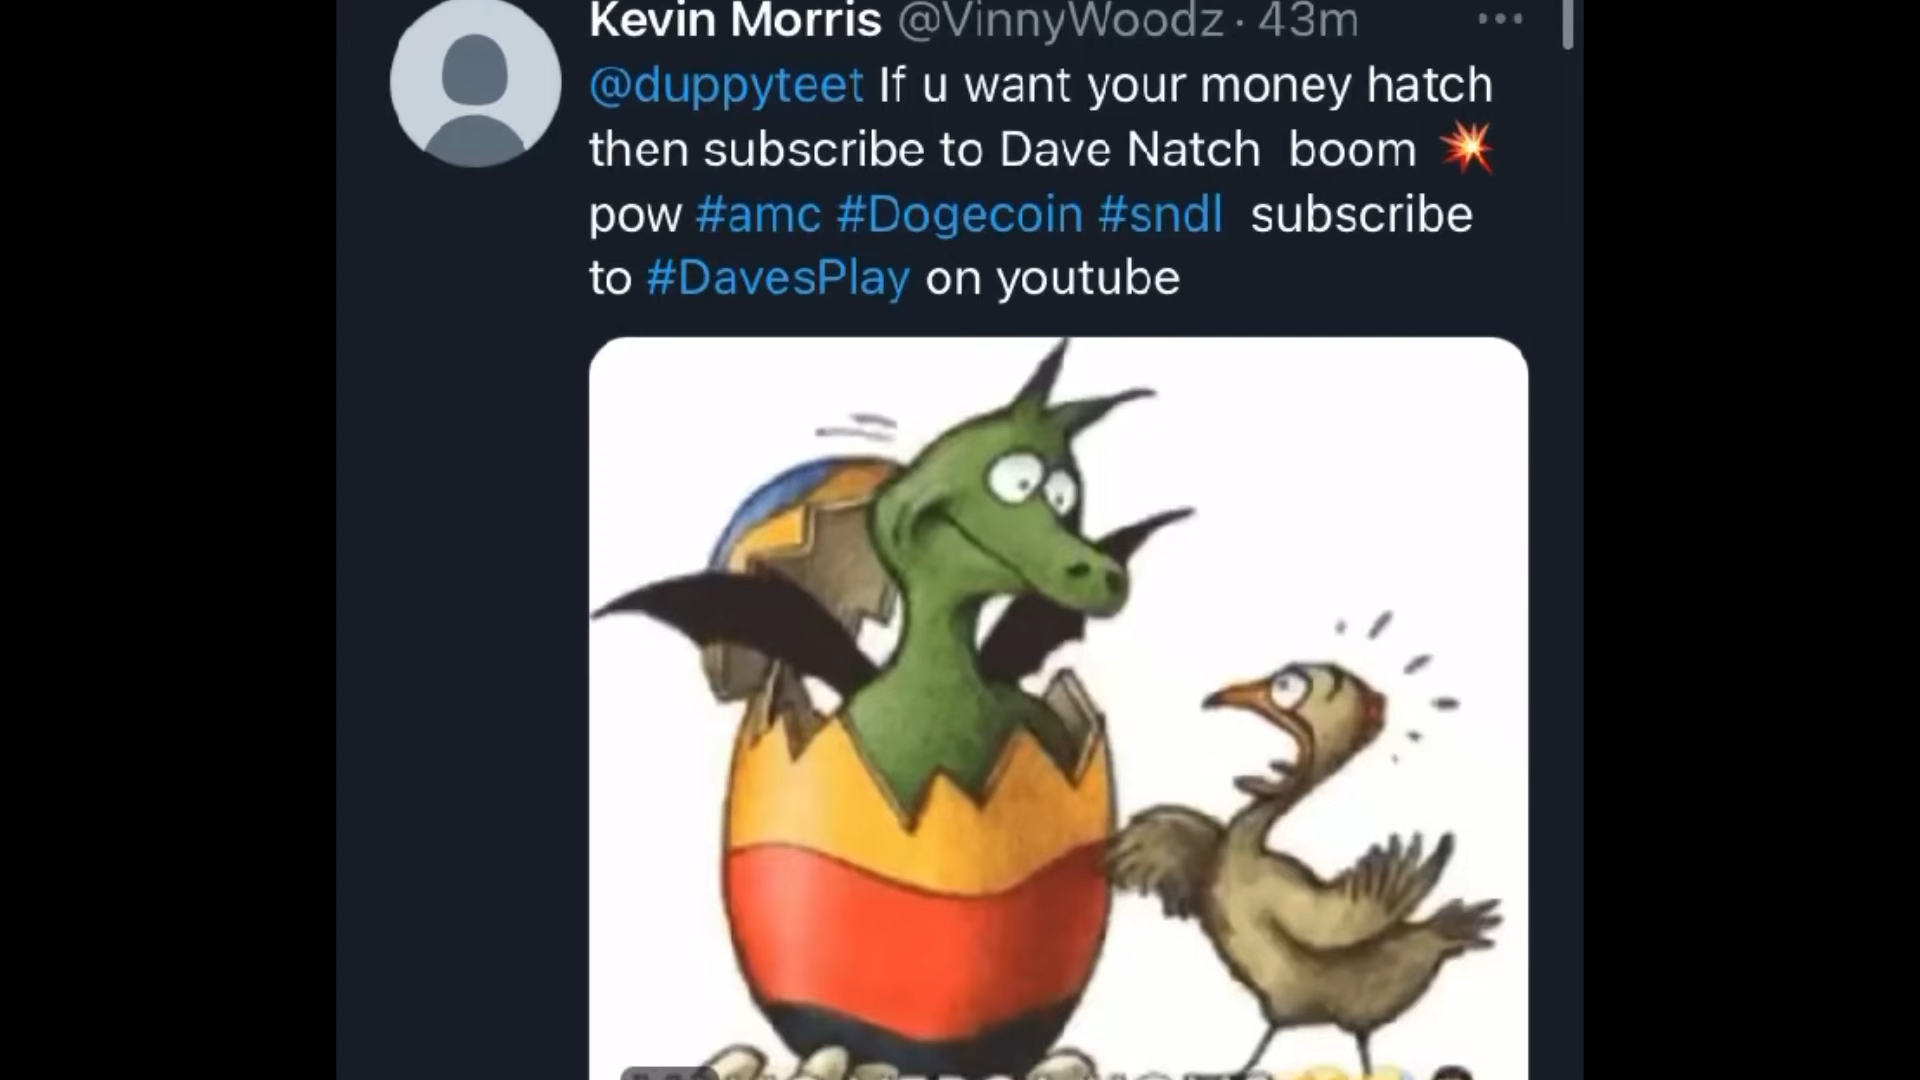 Kevin Morris @VinnyWoodz · 43m
@duppyteet If u want your money hatch
then subscribe to Dave Natch boom 💥
pow #amc #Dogecoin #sndl subscribe
to #DavesPlay on youtube